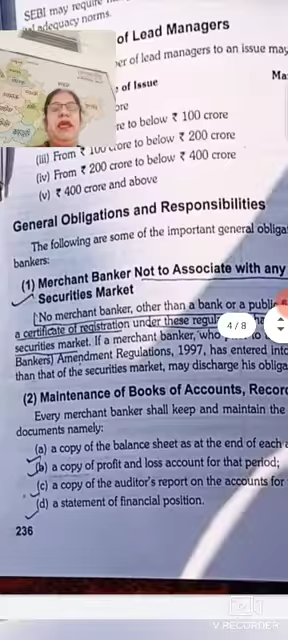 SEBI may require
adequacy norms.
of Lead Managers
er of lead managers to an issue may
of Issue
Ma
ore
re to below ₹ 100 crore
(iii) From ₹ 100 crore to below ₹ 200 crore
(iv) From ₹ 200 crore to below ₹ 400 crore
(v) ₹ 400 crore and above
General Obligations and Responsibilities
The following are some of the important general obliga
bankers:
(1) Merchant Banker Not to Associate with any
Securities Market
No merchant banker, other than a bank or a public
a certificate of registration under these regul
4 / 8
securities market. If a merchant banker, who
Bankers) Amendment Regulations, 1997, has entered into
than that of the securities market, may discharge his obliga
(2) Maintenance of Books of Accounts, Recor
Every merchant banker shall keep and maintain the
documents namely:
(a) a copy of the balance sheet as at the end of each a
(b) a copy of profit and loss account for that period;
(c) a copy of the auditor's report on the accounts for
(d) a statement of financial position.
236
V RECORDER